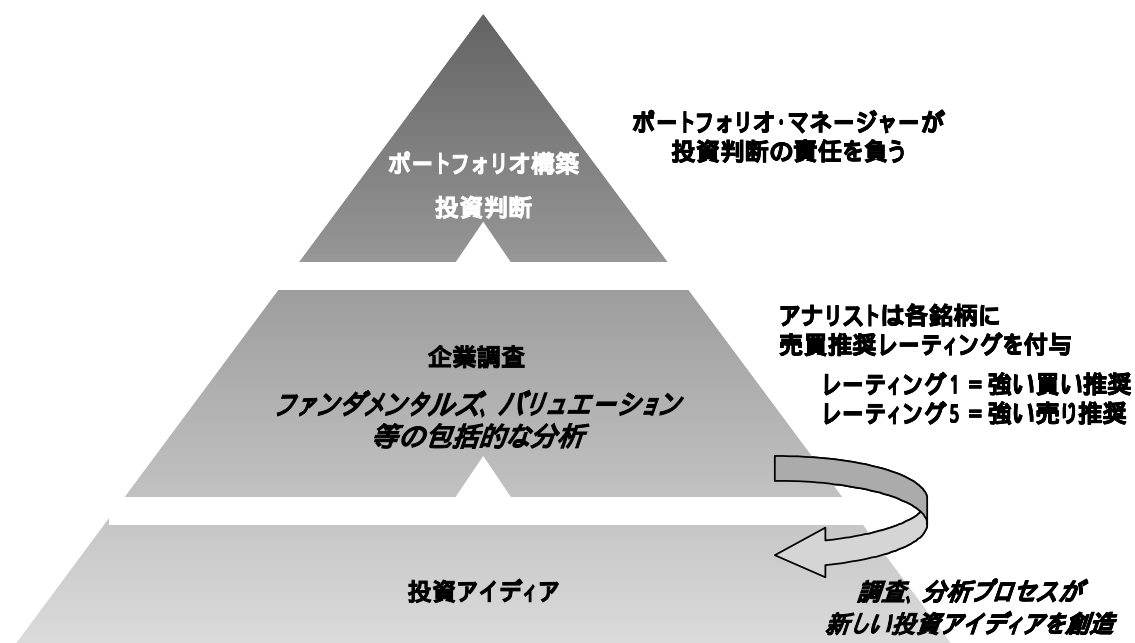 ポートフォリオ・マネージャーが
投資判断の責任を負う
ポートフォリオ構築
投資判断
アナリストは各銘柄に
売買推奨レーティングを付与
レーティング1=強い買い推奨
レーティング5=強い売り推奨
企業調査
ファンダメンタルズ、バリュエーション
等の包括的な分析
投資アイディア
調査、分析プロセスが
新しい投資アイディアを創造